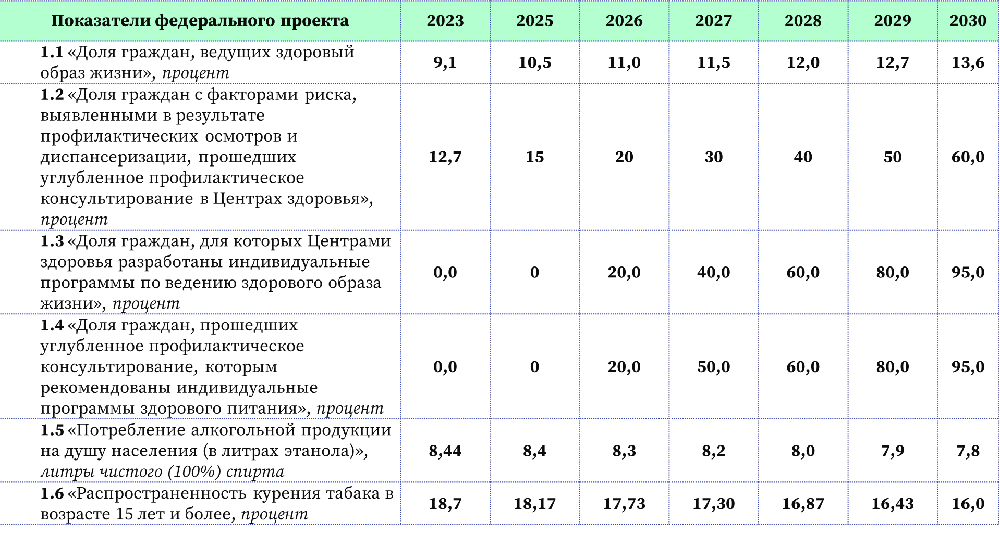 Показатели федерального проекта 2023 2025 2026 2027 2028 2029 2030
1.1 «Доля граждан, ведущих здоровый
образ жизни», процент
9,1 10,5 11,0 11,5 12,0 12,7 13,6
1.2 «Доля граждан с факторами риска,
выявленными в результате
профилактических осмотров и
диспансеризации, прошедших
углубленное профилактическое
консультирование в Центрах здоровья»,
процент
12,7 15 20 30 40 50 60,0
1.3 «Доля граждан, для которых Центрами
здоровья разработаны индивидуальные
программы по ведению здорового образа
жизни», процент
0,0 0 20,0 40,0 60,0 80,0 95,0
1.4 «Доля граждан, прошедших
углубленное профилактическое
консультирование, которым
рекомендованы индивидуальные
программы здорового питания», процент
0,0 0 20,0 50,0 60,0 80,0 95,0
1.5 «Потребление алкогольной продукции
на душу населения (в литрах этанола)»,
литры чистого (100%) спирта
8,44 8,4 8,3 8,2 8,0 7,9 7,8
1.6 «Распространенность курения табака в
возрасте 15 лет и более, процент
18,7 18,17 17,73 17,30 16,87 16,43 16,0